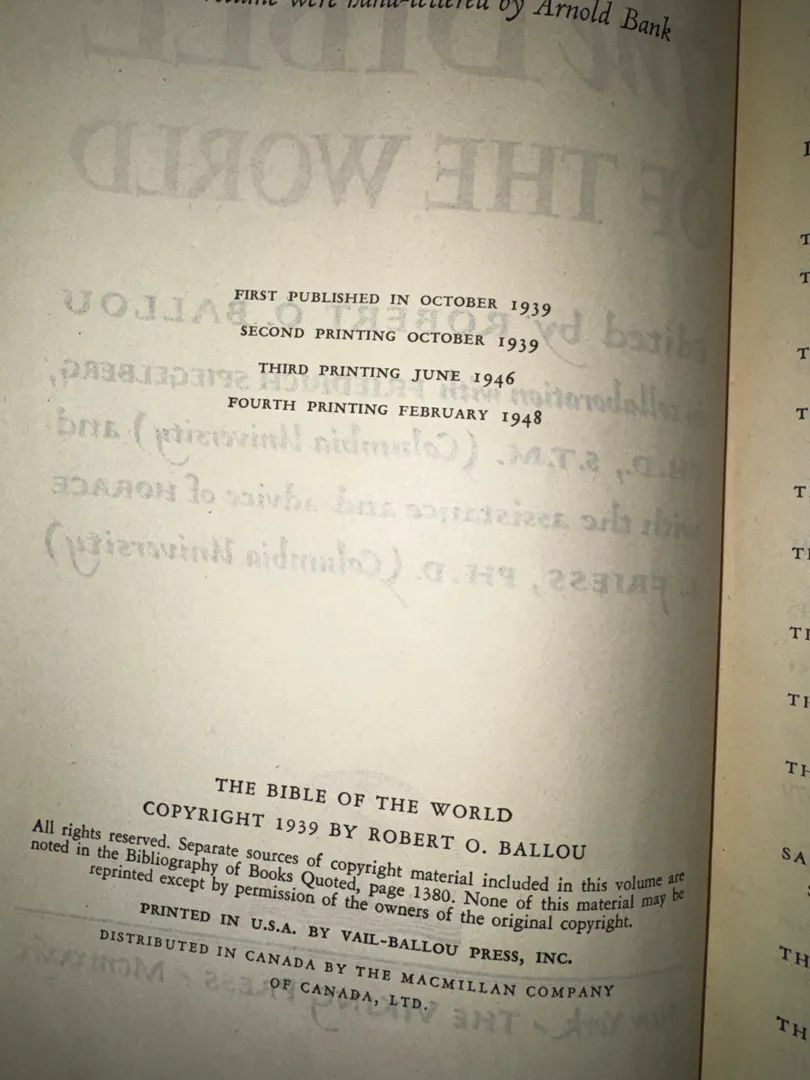 volume were hand-lettered by Arnold Bank
FIRST PUBLISHED IN OCTOBER 1939
SECOND PRINTING OCTOBER 1939
THIRD PRINTING JUNE 1946
FOURTH PRINTING FEBRUARY 1948
THE BIBLE OF THE WORLD
COPYRIGHT 1939 BY ROBERT O. BALLOU
All rights reserved. Separate sources of copyright material included in this volume are
noted in the Bibliography of Books Quoted, page 1380. None of this material may be
reprinted except by permission of the owners of the original copyright.
PRINTED IN U.S.A. BY VAIL-BALLOU PRESS, INC.
DISTRIBUTED IN CANADA BY THE MACMILLAN COMPANY
OF CANADA, LTD.